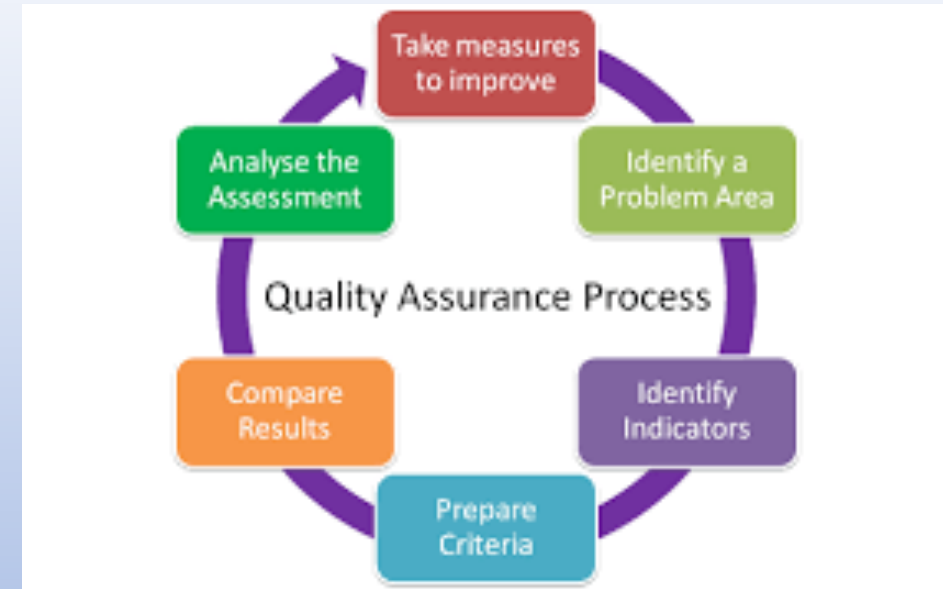 Take measures
to improve
Identify a
Problem Area
Identify
Indicators
Prepare
Criteria
Compare
Results
Analyse the
Assessment
Quality Assurance Process